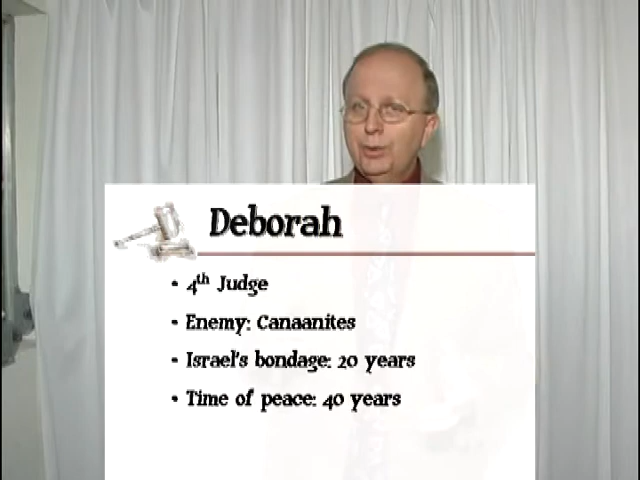 Deborah
• 4th Judge
• Enemy: Canaanites
• Israel's bondage: 20 years
• Time of peace: 40 years